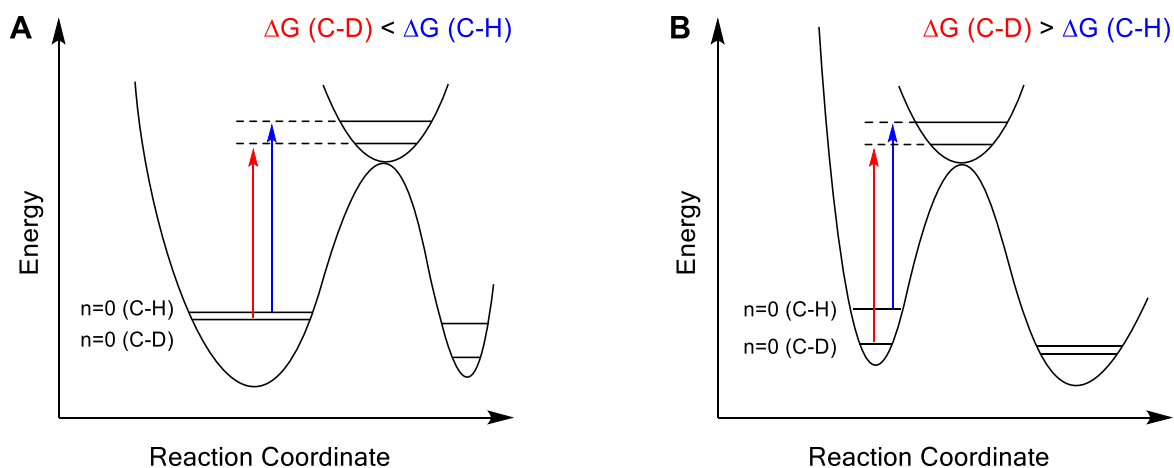 A
ΔG (C-D) < ΔG (C-H)
Energy
n=0 (C-H)
n=0 (C-D)
Reaction Coordinate
B
ΔG (C-D) > ΔG (C-H)
Energy
n=0 (C-H)
n=0 (C-D)
Reaction Coordinate